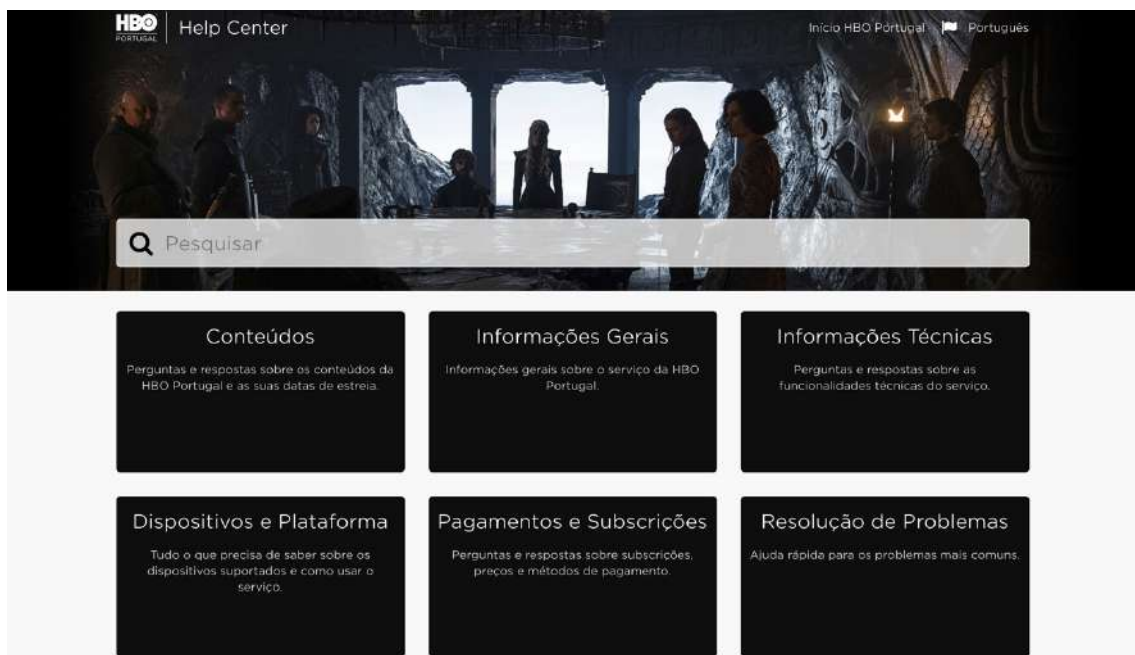 HBO
PORTUGAL
Help Center
Início HBO Portugal
Português
Pesquisar
Conteúdos
Perguntas e respostas sobre os conteúdos da
HBO Portugal e as suas datas de estreia.
Informações Gerais
Informações gerais sobre o serviço da HBO
Portugal.
Informações Técnicas
Perguntas e respostas sobre as
funcionalidades técnicas do serviço.
Dispositivos e Plataforma
Tudo o que precisa de saber sobre os
dispositivos suportados e como usar o
serviço.
Pagamentos e Subscrições
Perguntas e respostas sobre subscrições,
preços e métodos de pagamento.
Resolução de Problemas
Ajuda rápida para os problemas mais comuns.